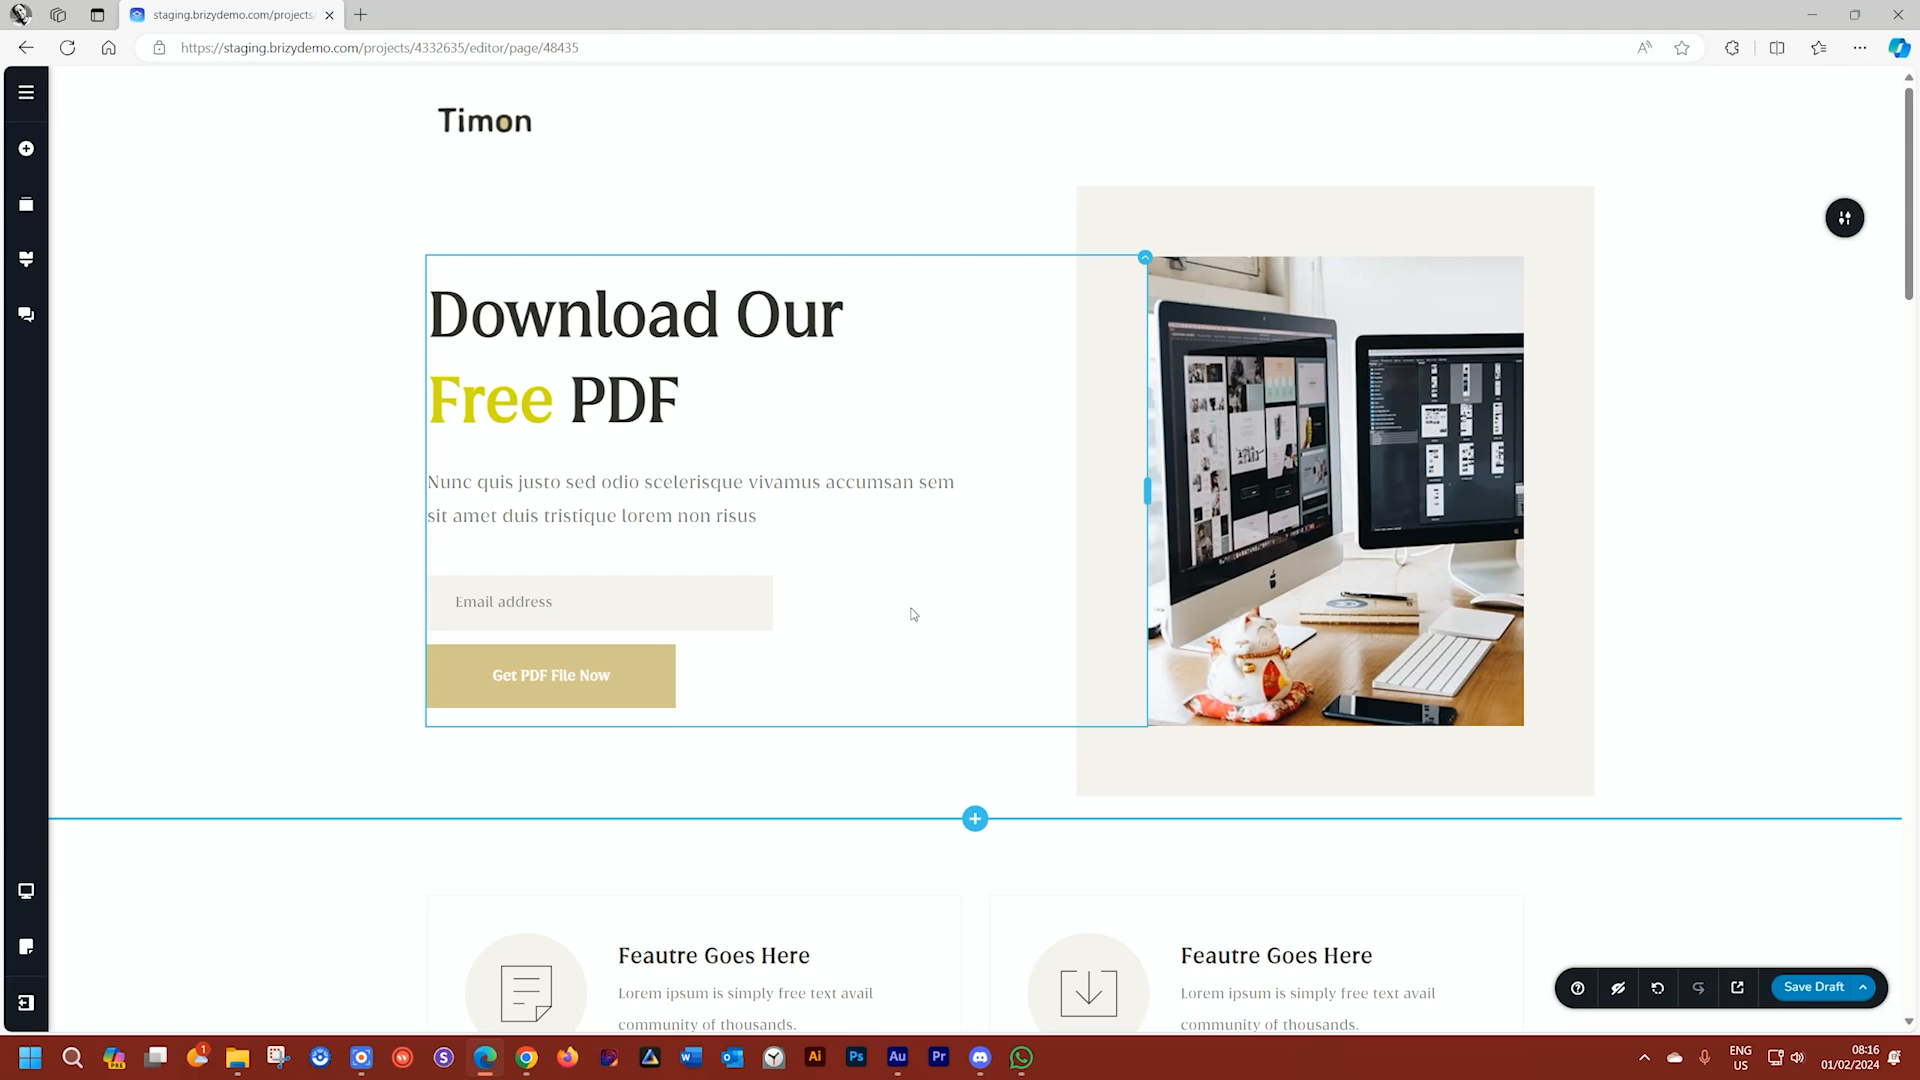 staging.brizydemo.com/projects/
https://staging.brizydemo.com/projects/4332635/editor/page/48435
Timon
Download Our
Free PDF
Nunc quis justo sed odio scelerisque vivamus accumsan sem
sit amet duis tristique lorem non risus
Email address
Get PDF File Now
Feautre Goes Here
Lorem ipsum is simply free text avail
community of thousands.
Feautre Goes Here
Lorem ipsum is simply free text avail
community of thousands.
Save Draft
ENG
US
08:16
01/02/2024